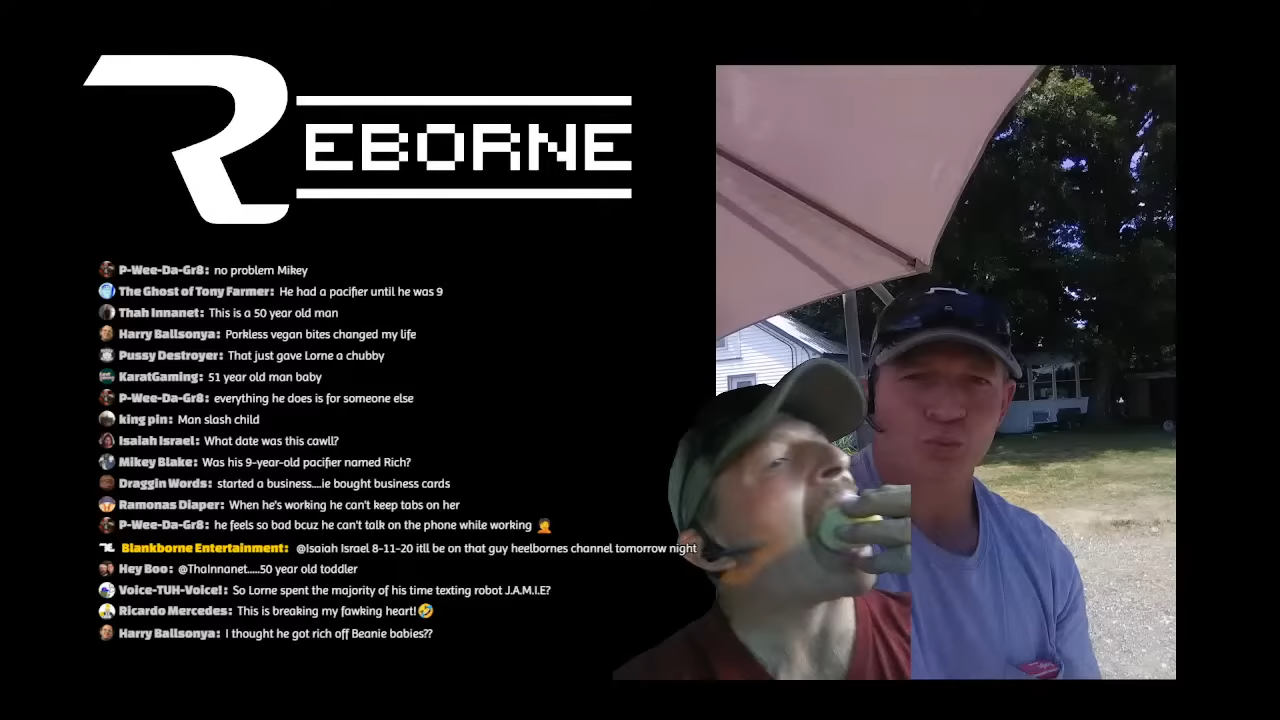 REBORNE
P-Wee-Da-Gr8: no problem Mikey
The Ghost of Tony Farmer: He had a pacifier until he was 9
Thah Innanet: This is a 50 year old man
Harry Ballsonya: Porkless vegan bites changed my life
Pussy Destroyer: That just gave Lorne a chubby
KaratGaming: 51 year old man baby
P-Wee-Da-Gr8: everything he does is for someone else
king pin: Man slash child
Isaiah Israel: What date was this cawll?
Mikey Blake: Was his 9-year-old pacifier named Rich?
Draggin Words: started a business....ie bought business cards
Ramonas Diaper: When he's working he can't keep tabs on her
P-Wee-Da-Gr8: he feels so bad bcuz he can't talk on the phone while working 🤦
Blankborne Entertainment: @Isaiah Israel 8-11-20 itll be on that guy heelbornes channel tomorrow night
Hey Boo: @ThaInnanet.....50 year old toddler
Voice-TUH-Voice!: So Lorne spent the majority of his time texting robot J.A.M.I.E?
Ricardo Mercedes: This is breaking my fawking heart!🤣
Harry Ballsonya: I thought he got rich off Beanie babies??